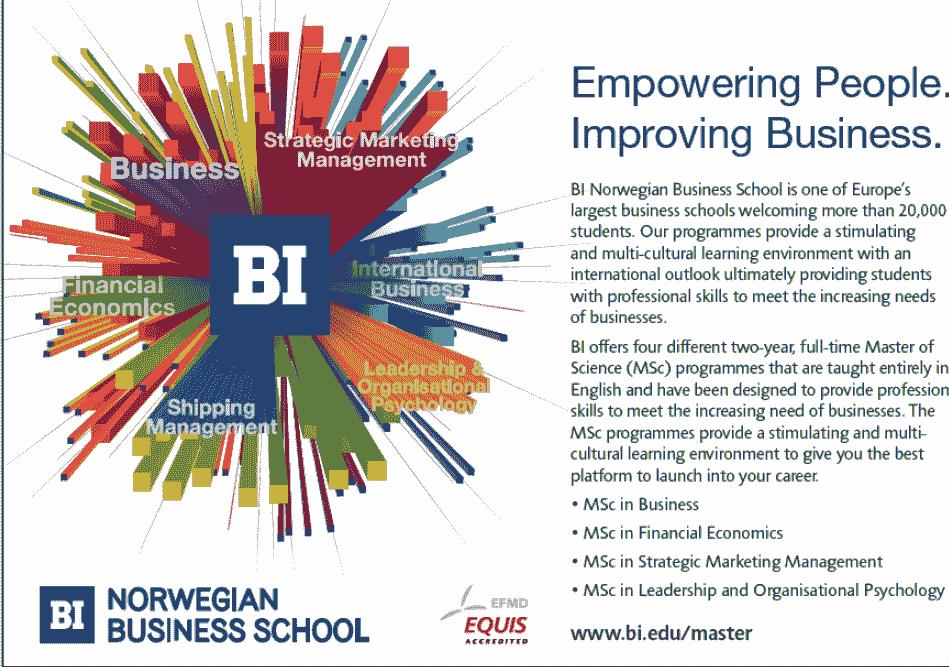 Strategic Marketing
Management
Business
BI
International
Business
Financial
Economics
Leadership &
Organisational
Psychology
Shipping
Management
BI
NORWEGIAN
BUSINESS SCHOOL
EFMD
EQUIS
ACCREDITED
Empowering People.
Improving Business.
BI Norwegian Business School is one of Europe's
largest business schools welcoming more than 20,000
students. Our programmes provide a stimulating
and multi-cultural learning environment with an
international outlook ultimately providing students
with professional skills to meet the increasing needs
of businesses.
BI offers four different two-year, full-time Master of
Science (MSc) programmes that are taught entirely in
English and have been designed to provide profession
skills to meet the increasing need of businesses. The
MSc programmes provide a stimulating and multi-
cultural learning environment to give you the best
platform to launch into your career.
• MSc in Business
• MSc in Financial Economics
• MSc in Strategic Marketing Management
• MSc in Leadership and Organisational Psychology
www.bi.edu/master